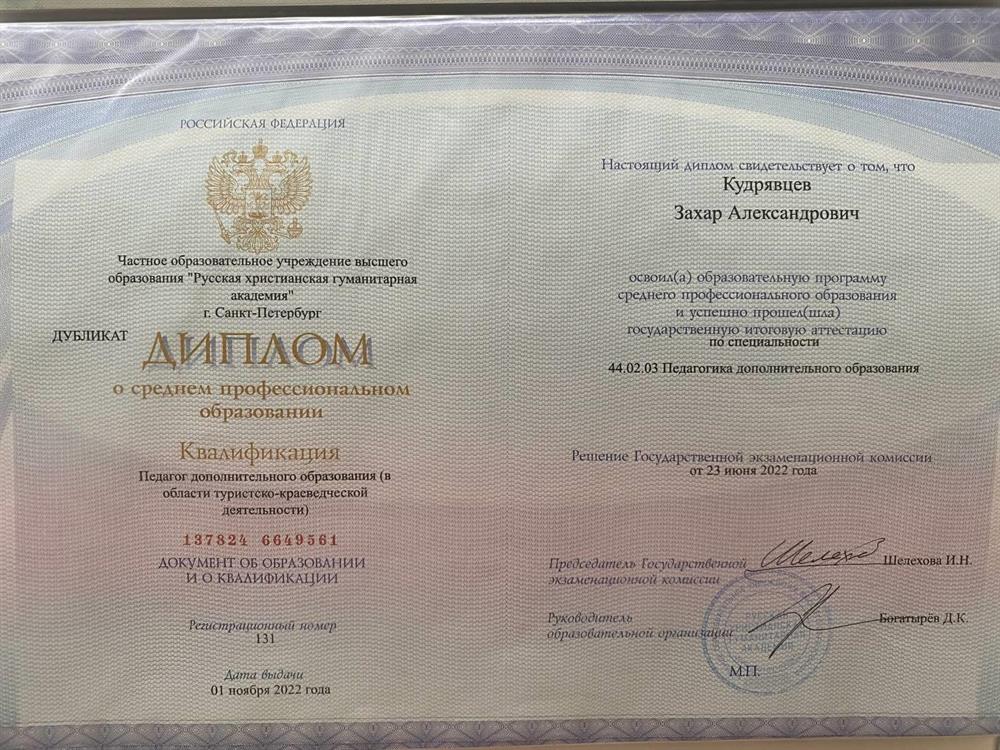 РОССИЙСКАЯ ФЕДЕРАЦИЯ
Частное образовательное учреждение высшего
образования "Русская христианская гуманитарная
академия"
г. Санкт-Петербург
ДУБЛИКАТ
ДИПЛОМ
о среднем профессиональном
образовании
Квалификация
Педагог дополнительного образования (в
области туристско-краеведческой
деятельности)
137824 6649561
ДОКУМЕНТ ОБ ОБРАЗОВАНИИ
И О КВАЛИФИКАЦИИ
Регистрационный номер
131
Дата выдачи
01 ноября 2022 года
Настоящий диплом свидетельствует о том, что
Кудрявцев
Захар Александрович
освоил(а) образовательную программу
среднего профессионального образования
и успешно прошел(шла)
государственную итоговую аттестацию
по специальности
44.02.03 Педагогика дополнительного образования
Решение Государственной экзаменационной комиссии
от 23 июня 2022 года
Председатель Государственной
экзаменационной комиссии
Шелехова И.Н.
Руководитель
образовательной организации
Богатырёв Д.К.
РУССКАЯ
ХРИСТИАНСКАЯ
ГУМАНИТАРНАЯ
АКАДЕМИЯ
М.П.